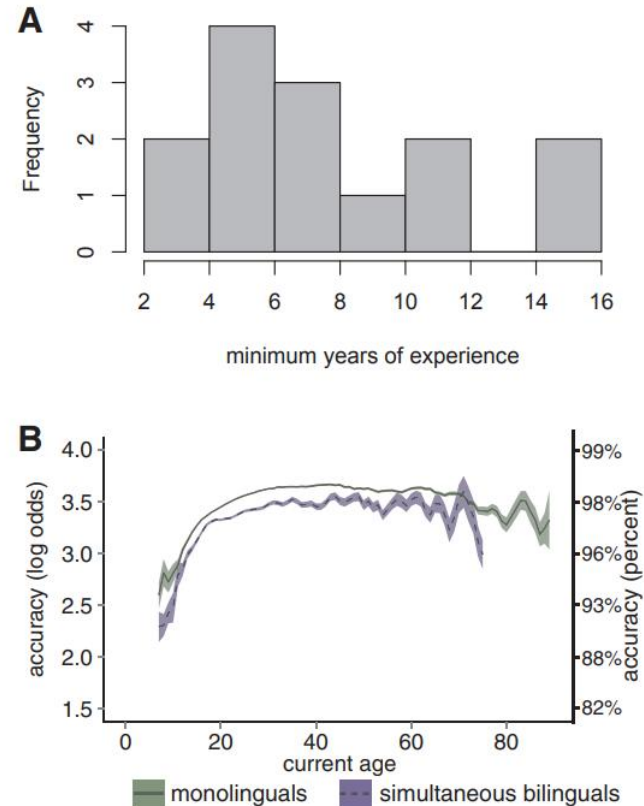 A
Frequency
4
3
2
1
0
2 4 6 8 10 12 14 16
minimum years of experience
B
accuracy (log odds)
4.0
3.5
3.0
2.5
2.0
1.5
99%
98%
96%
93%
88%
82%
accuracy (percent)
0 20 40 60 80
current age
monolinguals simultaneous bilinguals